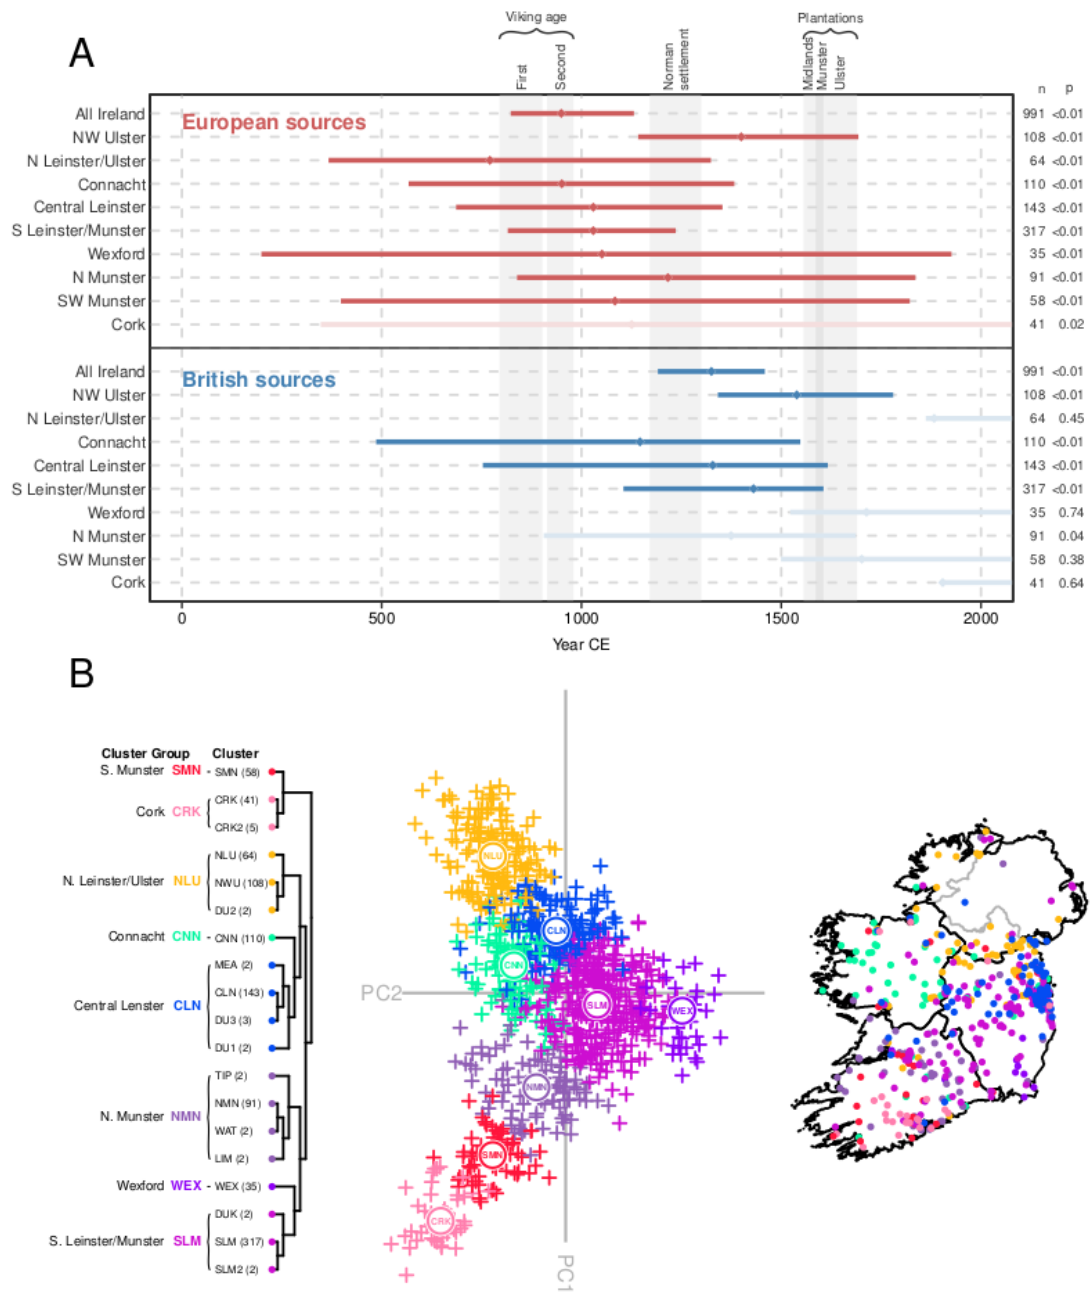 A
Viking age
Plantations
First
Second
Norman
settlement
Midlands
Munster
Ulster
n p
European sources
All Ireland 991 <0.01
NW Ulster 108 <0.01
N Leinster/Ulster 64 <0.01
Connacht 110 <0.01
Central Leinster 143 <0.01
S Leinster/Munster 317 <0.01
Wexford 35 <0.01
N Munster 91 <0.01
SW Munster 58 <0.01
Cork 41 0.02
British sources
All Ireland 991 <0.01
NW Ulster 108 <0.01
N Leinster/Ulster 64 0.45
Connacht 110 <0.01
Central Leinster 143 <0.01
S Leinster/Munster 317 <0.01
Wexford 35 0.74
N Munster 91 0.04
SW Munster 58 0.38
Cork 41 0.64
0 500 1000 1500 2000
Year CE
B
Cluster Group Cluster
S. Munster SMN - SMN (58)
CRK (41)
Cork CRK
CRK2 (5)
NLU (64)
N. Leinster/Ulster NLU NWU (108)
DU2 (2)
Connacht CNN - CNN (110)
MEA (2)
CLN (143)
Central Lenster CLN
DU3 (3)
DU1 (2)
TIP (2)
NMN (91)
N. Munster NMN
WAT (2)
LIM (2)
Wexford WEX - WEX (35)
DUK (2)
S. Leinster/Munster SLM SLM (317)
SLM2 (2)
NLU
CLN
CNN
PC2
SLM
WEX
NMN
SMN
CRK
PC1